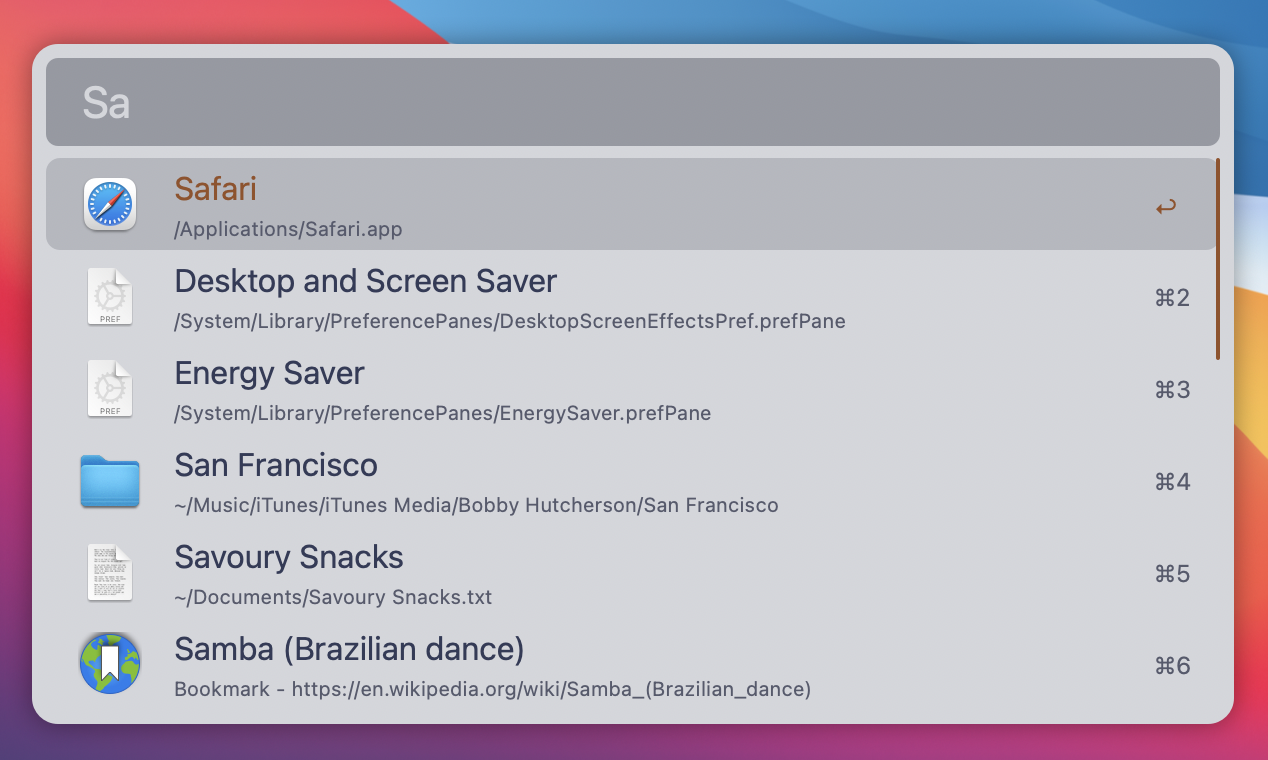 Sa
Safari
/Applications/Safari.app
↩
Desktop and Screen Saver
/System/Library/PreferencePanes/DesktopScreenEffectsPref.prefPane
⌘2
PREF
Energy Saver
/System/Library/PreferencePanes/EnergySaver.prefPane
⌘3
PREF
San Francisco
~/Music/iTunes/iTunes Media/Bobby Hutcherson/San Francisco
⌘4
Savoury Snacks
~/Documents/Savoury Snacks.txt
⌘5
Samba (Brazilian dance)
Bookmark - https://en.wikipedia.org/wiki/Samba_(Brazilian_dance)
⌘6